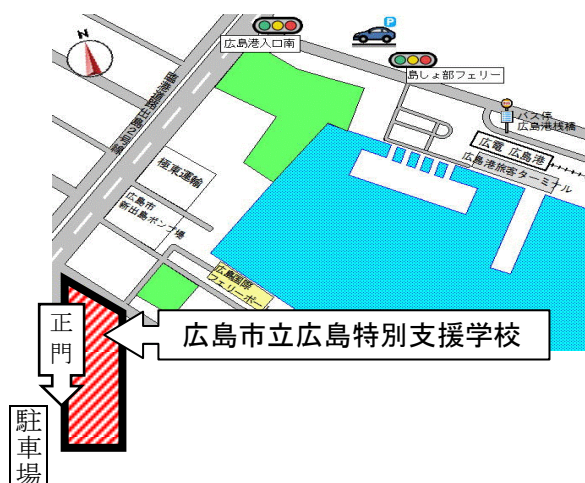 N
P
広島港入口南
島しょ部フェリー
バス停
広島港桟橋
広電 広島港
広島港旅客ターミナル
臨港道路出島2号線
極東運輸
広島市
新出島ポンプ場
広島国際
フェリーポート
正門
広島市立広島特別支援学校
駐車場